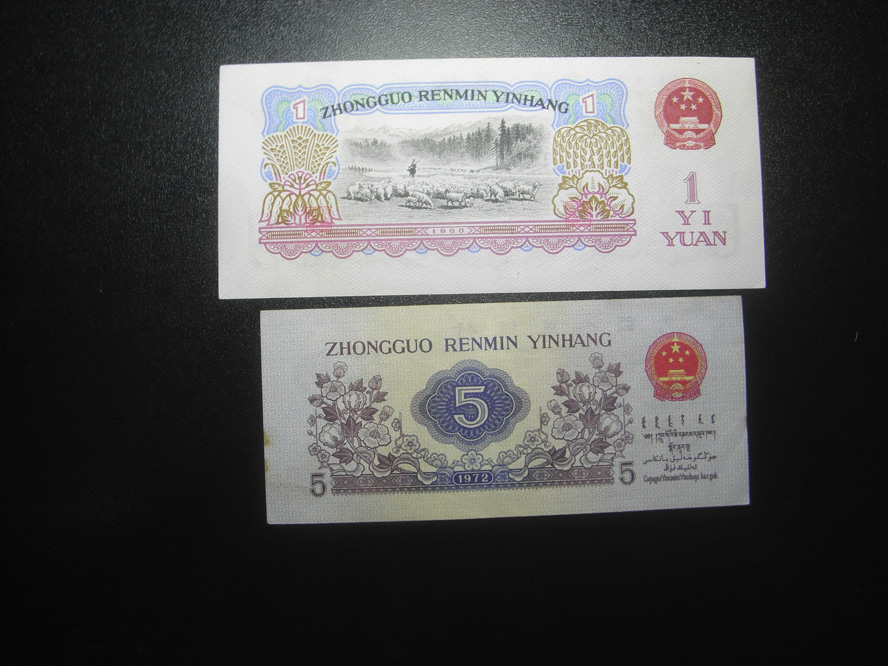 1 ZHONGGUO RENMIN YINHANG 1
1960
1
YI
YUAN
ZHONGGUO RENMIN YINHANG
5
5 1972 5